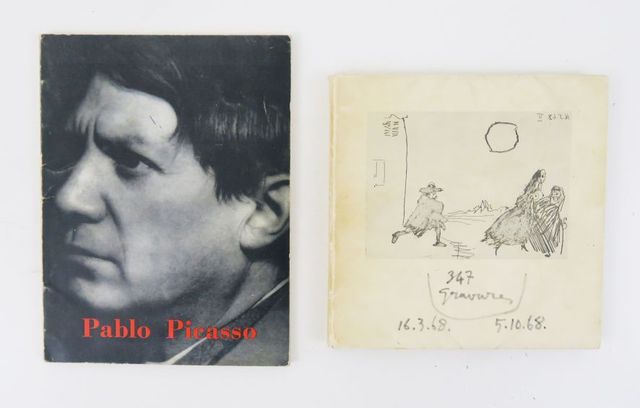 Pablo Picasso
347
gravures
16.3.68.
5.10.68.